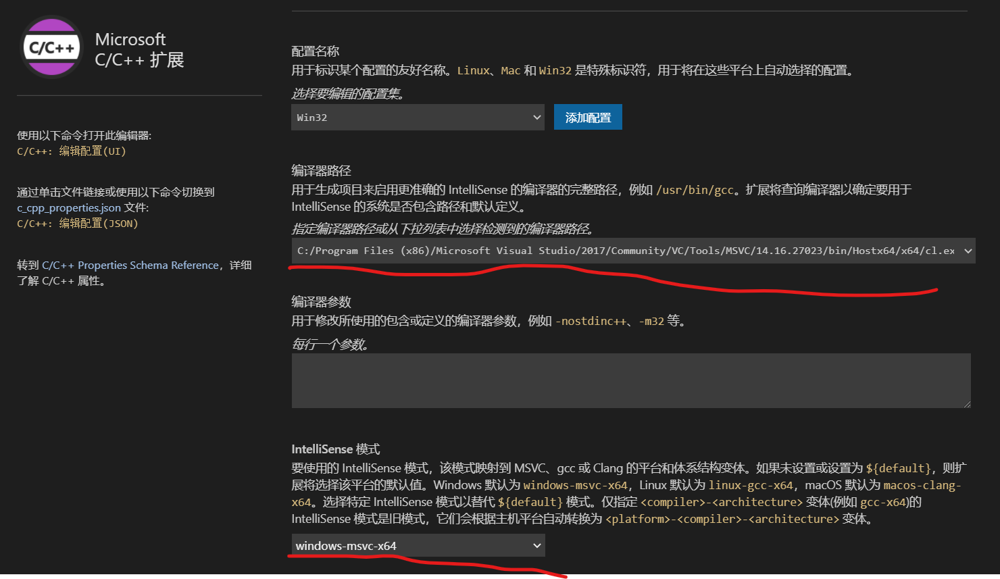 C/C++
Microsoft
C/C++ 扩展
使用以下命令打开此编辑器:
C/C++: 编辑配置(UI)
通过单击文件链接或使用以下命令切换到
c_cpp_properties.json 文件:
C/C++: 编辑配置(JSON)
转到 C/C++ Properties Schema Reference，详细
了解 C/C++ 属性。
配置名称
用于标识某个配置的友好名称。Linux、Mac 和 Win32 是特殊标识符，用于将在这些平台上自动选择的配置。
选择要编辑的配置集。
Win32
添加配置
编译器路径
用于生成项目来启用更准确的 IntelliSense 的编译器的完整路径，例如 /usr/bin/gcc。扩展将查询编译器以确定要用于
IntelliSense 的系统是否包含路径和默认定义。
指定编译器路径或从下拉列表中选择检测到的编译器路径。
C:/Program Files (x86)/Microsoft Visual Studio/2017/Community/VC/Tools/MSVC/14.16.27023/bin/Hostx64/x64/cl.ex
编译器参数
用于修改所使用的包含或定义的编译器参数，例如 -nostdinc++、-m32 等。
每行一个参数。
IntelliSense 模式
要使用的 IntelliSense 模式，该模式映射到 MSVC、gcc 或 Clang 的平台和体系结构变体。如果未设置或设置为 ${default}，则扩
展将选择该平台的默认值。Windows 默认为 windows-msvc-x64，Linux 默认为 linux-gcc-x64，macOS 默认为 macos-clang-
x64。选择特定 IntelliSense 模式以替代 ${default} 模式。仅指定 <compiler>-<architecture> 变体(例如 gcc-x64)的
IntelliSense 模式是旧模式，它们会根据主机平台自动转换为 <platform>-<compiler>-<architecture> 变体。
windows-msvc-x64